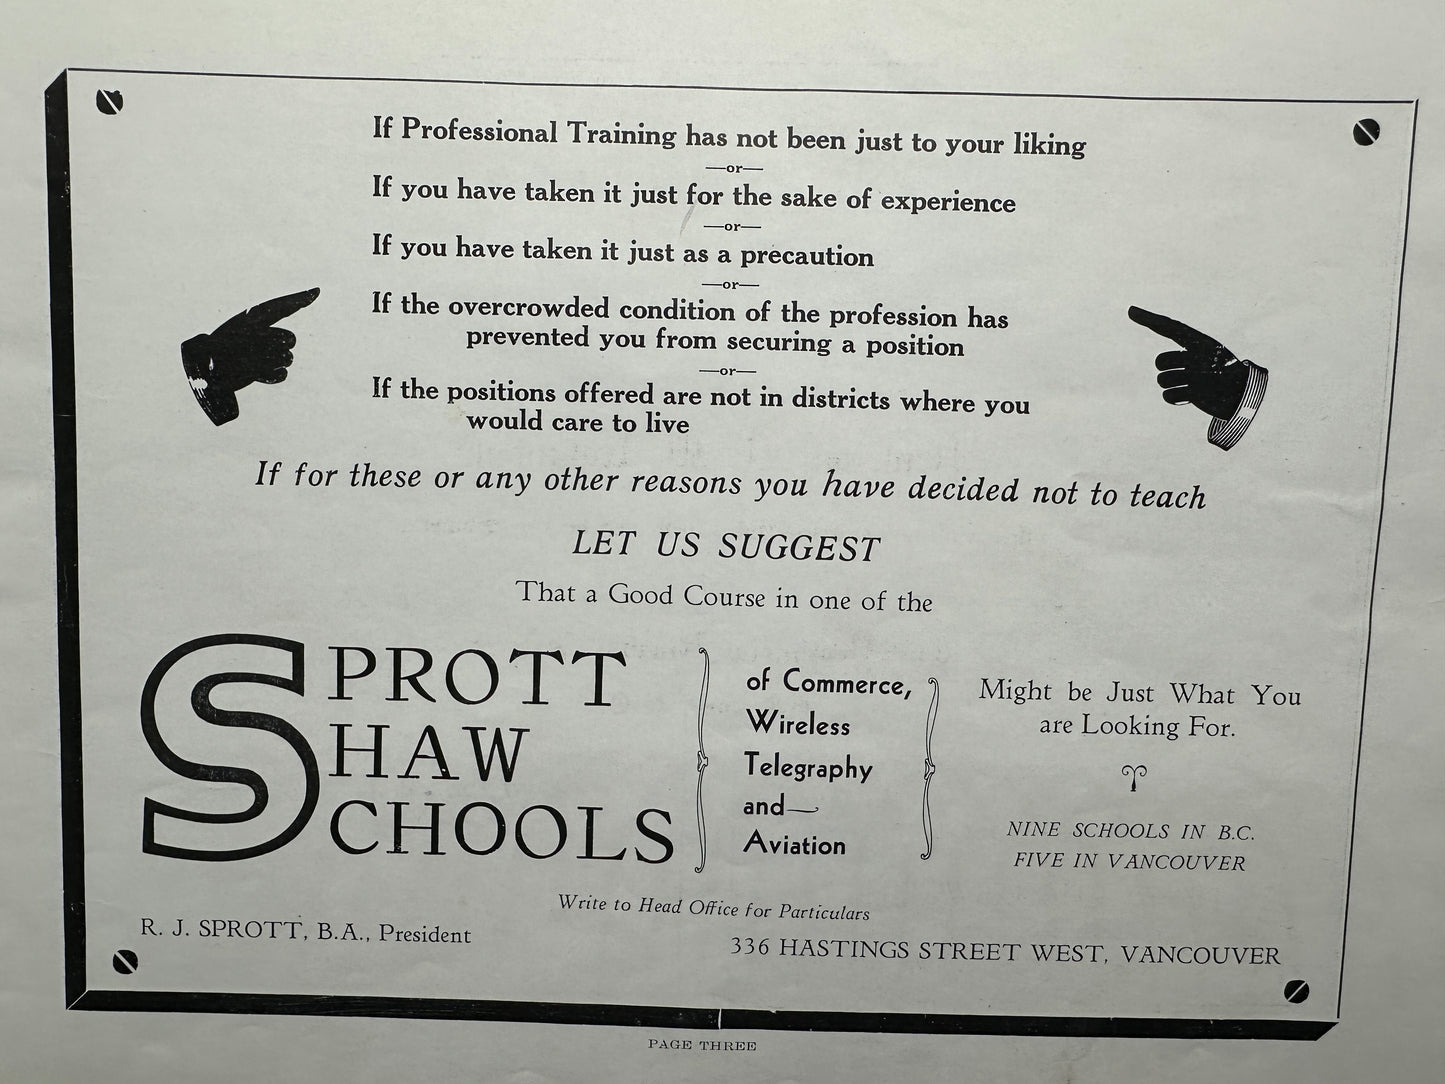 If Professional Training has not been just to your liking
—or—
If you have taken it just for the sake of experience
—or—
If you have taken it just as a precaution
—or—
If the overcrowded condition of the profession has
prevented you from securing a position
—or—
If the positions offered are not in districts where you
would care to live
If for these or any other reasons you have decided not to teach
LET US SUGGEST
That a Good Course in one of the
SPROTT
SHAW
SCHOOLS
of Commerce,
Wireless
Telegraphy
and—
Aviation
Might be Just What You
are Looking For.
NINE SCHOOLS IN B.C.
FIVE IN VANCOUVER
Write to Head Office for Particulars
R. J. SPROTT, B.A., President
336 HASTINGS STREET WEST, VANCOUVER
PAGE THREE